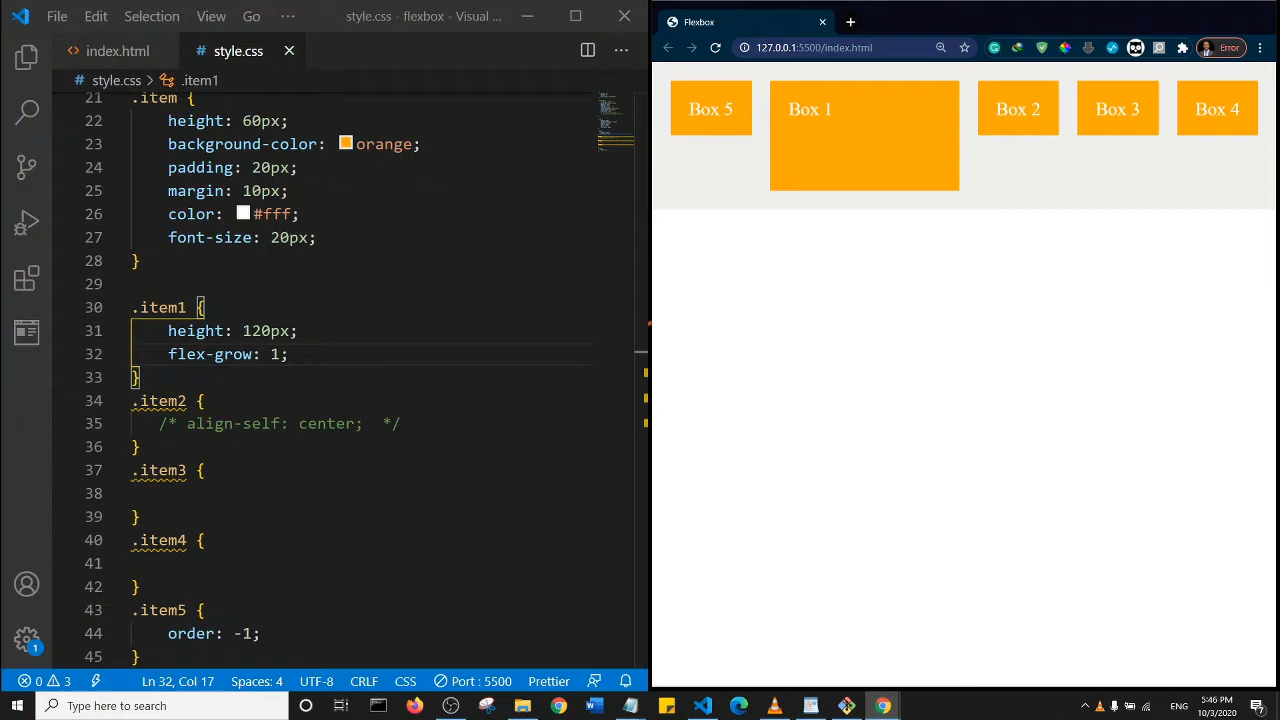 File Edit Selection View Go ··· style.css - flexbox - Visual ...
index.html
style.css
style.css > .item1
21 .item {
22 height: 60px;
23 background-color: orange;
24 padding: 20px;
25 margin: 10px;
26 color: #fff;
27 font-size: 20px;
28 }
29
30 .item1 {
31 height: 120px;
32 flex-grow: 1;
33 }
34 .item2 {
35 /* align-self: center;  */
36 }
37 .item3 {
38
39 }
40 .item4 {
41
42 }
43 .item5 {
44 order: -1;
45 }
1
0 3 Ln 32, Col 17 Spaces: 4 UTF-8 CRLF CSS Port : 5500 Prettier
Flexbox
127.0.0.1:5500/index.html
Error
Box 5 Box 1 Box 2 Box 3 Box 4
Type here to search
ENG
5:46 PM
10/3/2020